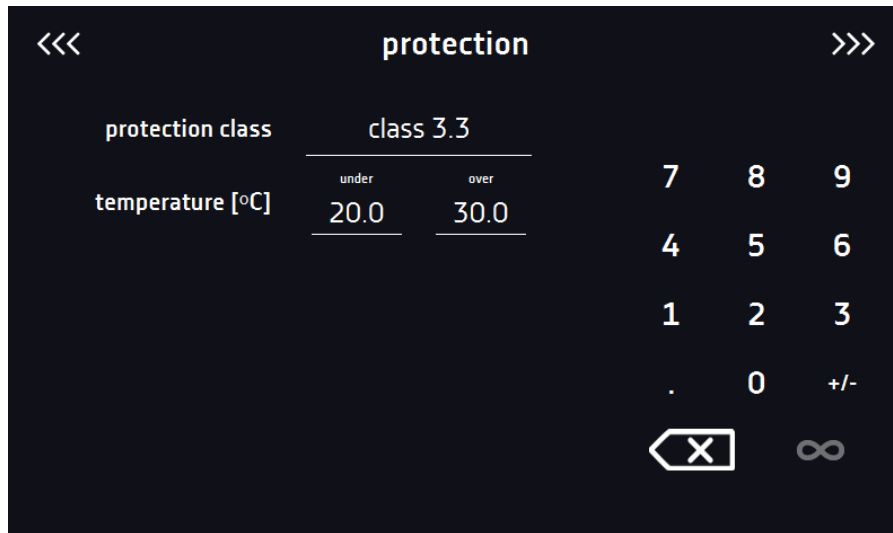 <<< protection >>>
protection class class 3.3
under over
temperature [°C] 20.0 30.0
7 8 9
4 5 6
1 2 3
. 0 +/-
X ∞